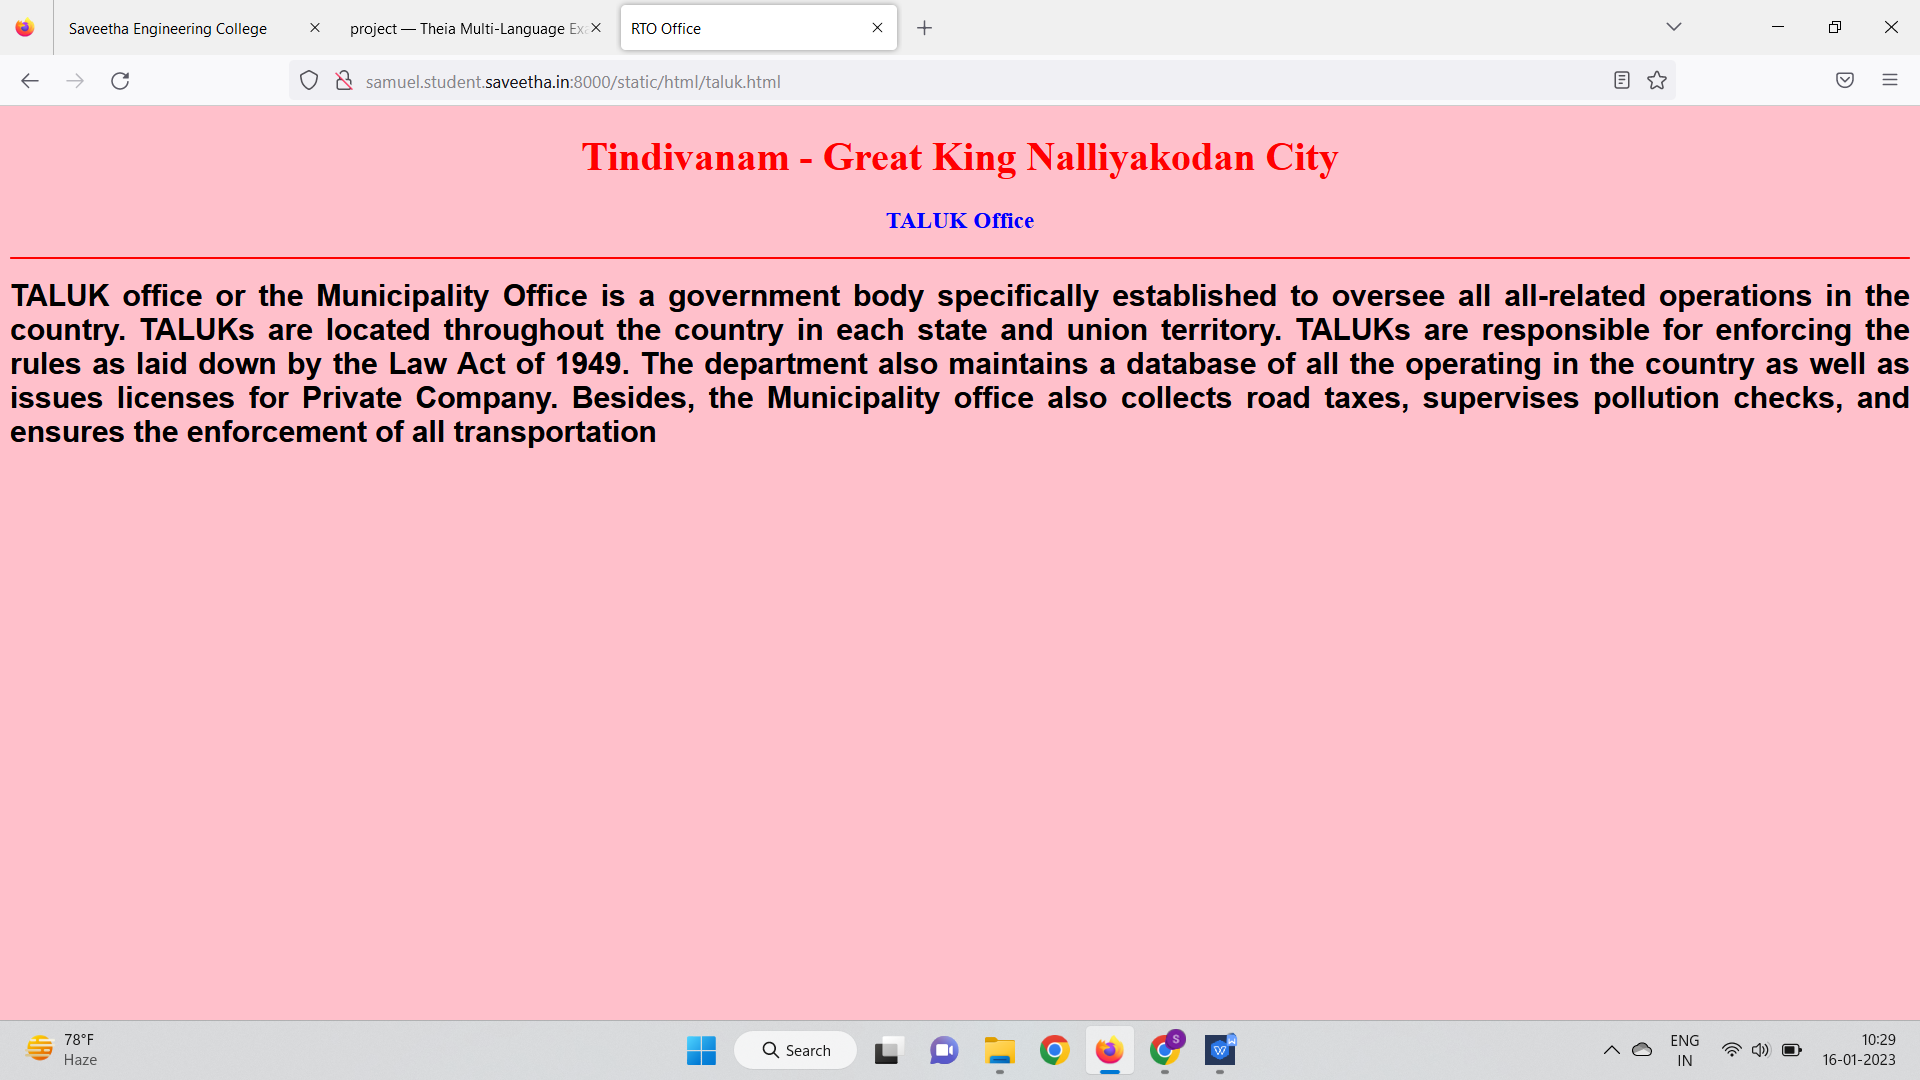 Saveetha Engineering College
project — Theia Multi-Language Exa
RTO Office
samuel.student.saveetha.in:8000/static/html/taluk.html
Tindivanam - Great King Nalliyakodan City
TALUK Office
TALUK office or the Municipality Office is a government body specifically established to oversee all all-related operations in the
country. TALUKs are located throughout the country in each state and union territory. TALUKs are responsible for enforcing the
rules as laid down by the Law Act of 1949. The department also maintains a database of all the operating in the country as well as
issues licenses for Private Company. Besides, the Municipality office also collects road taxes, supervises pollution checks, and
ensures the enforcement of all transportation
78°F
Haze
Search
S
W
ENG
IN
10:29
16-01-2023